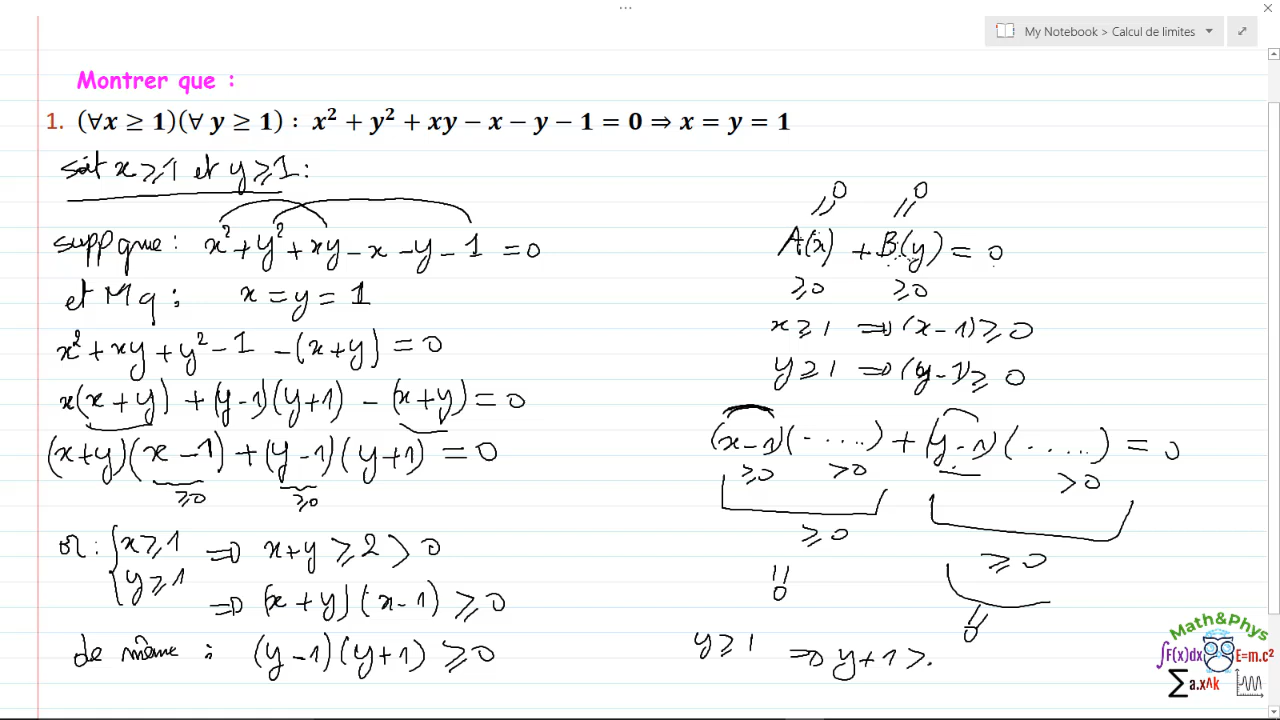 My Notebook > Calcul de limites
Montrer que :
1. (∀x ≥ 1)(∀ y ≥ 1) : x² + y² + xy − x − y − 1 = 0 ⇒ x = y = 1
soit x ≥ 1 et y ≥ 1 :
supp que : x² + y² + xy − x − y − 1 = 0
et Mq : x = y = 1
x² + xy + y² − 1 − (x + y) = 0
x(x + y) + (y − 1)(y + 1) − (x + y) = 0
(x + y)(x − 1) + (y − 1)(y + 1) = 0
≥ 0 ≥ 0
or : { x ≥ 1 ⇒ x + y ≥ 2 > 0
y ≥ 1
⇒ (x + y)(x − 1) ≥ 0
de même : (y − 1)(y + 1) ≥ 0
= 0 = 0
A(x) + B(y) = 0
≥ 0 ≥ 0
x ≥ 1 ⇒ (x − 1) ≥ 0
y ≥ 1 ⇒ (y − 1) ≥ 0
(x − 1)(· · · · ·) + (y − 1)(· · · · ·) = 0
≥ 0 > 0 > 0
≥ 0 ≥ 0
= 0 = 0
y ≥ 1 ⇒ y + 1 > .
Math&Phys
∫F(x)dx E=m.c²
∑ a.x^k